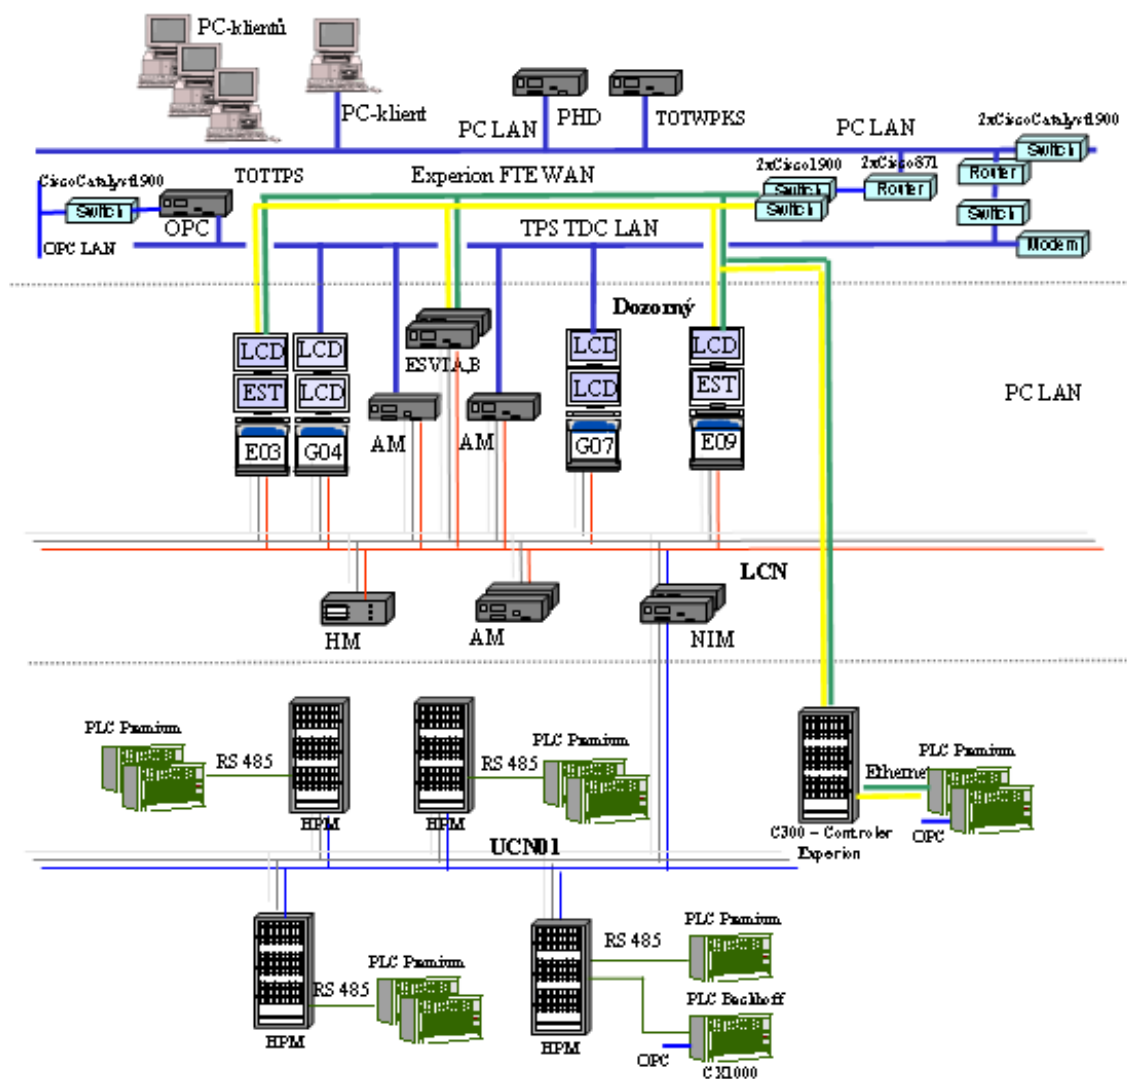 PC-klientů
PC-klient
PC LAN
PHD
TOTWPKS
PC LAN
2xCiscoCatalyst1900
Switch
CiscoCatalyst1900
TOTTPS
Experion FTE WAN
2xCisco1900
2xCisco871
Switch
Router
Router
Switch
Switch
Switch
OPC
TPS TDC LAN
OPC LAN
Modem
Dozorný
LCD
LCD
ESVTA,B
LCD
LCD
EST
LCD
LCD
EST
PC LAN
E03
G04
AM
AM
G07
E09
LCN
HM
AM
NIM
PLC Premium
RS 485
RS 485
PLC Premium
PLC Premium
Ethernet
HPM
HPM
C300 – Controler
Experion
OPC
UCN01
PLC Premium
RS 485
PLC Premium
RS 485
PLC Beckhoff
HPM
HPM
OPC
CX1000